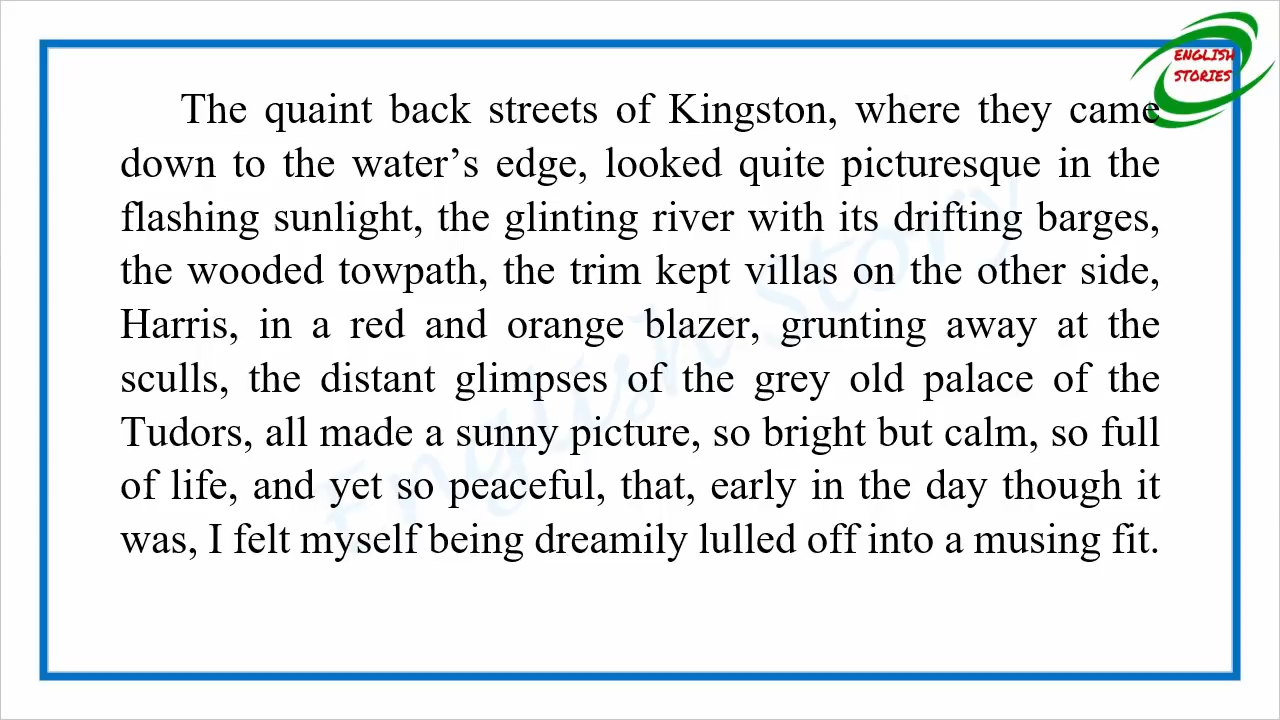 ENGLISH
STORIES
The quaint back streets of Kingston, where they came
down to the water’s edge, looked quite picturesque in the
flashing sunlight, the glinting river with its drifting barges,
the wooded towpath, the trim kept villas on the other side,
Harris, in a red and orange blazer, grunting away at the
sculls, the distant glimpses of the grey old palace of the
Tudors, all made a sunny picture, so bright but calm, so full
of life, and yet so peaceful, that, early in the day though it
was, I felt myself being dreamily lulled off into a musing fit.
English Story